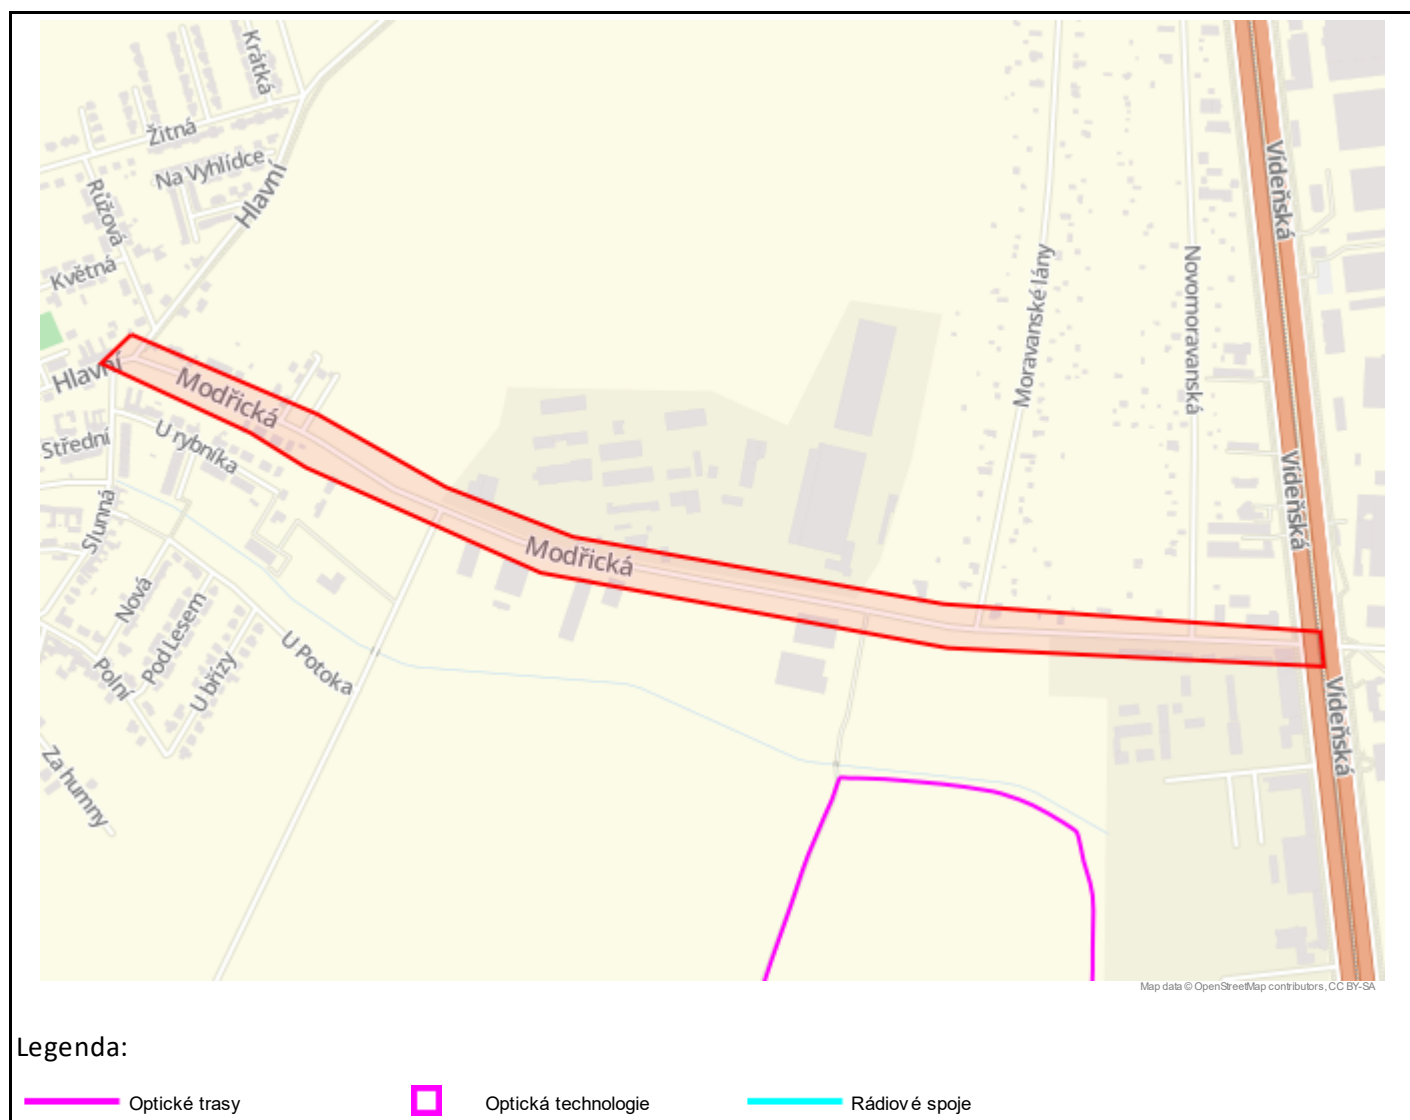 Krátká
Žitná
Na Vyhlídce
Hlavní
Růžová
Květná
Hlavní
Modřická
Střední
U rybníka
Slunná
Nová
Pod Lesem
U břízy
Polní
U Potoka
Za humny
Modřická
Moravanské lány
Novomoravanská
Vídeňská
Vídeňská
Vídeňská
Map data © OpenStreetMap contributors, CC BY-SA
Legenda:
Optické trasy
Optická technologie
Rádiové spoje